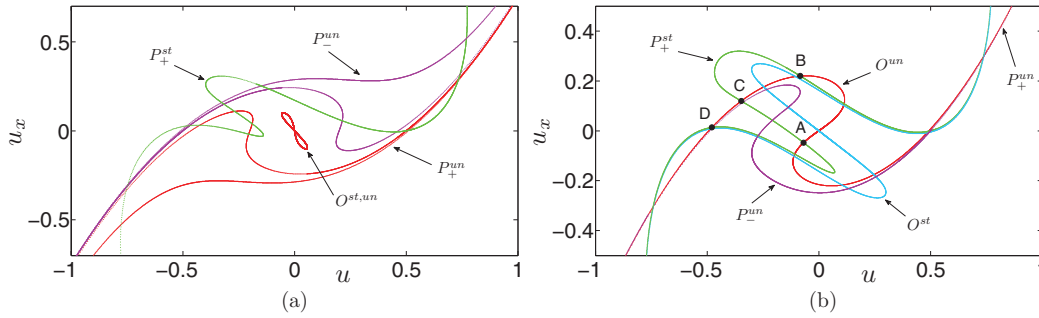 0.5
0
−0.5
u_x
−1
−0.5
0
0.5
1
u
P_+^{st}
P_-^{un}
P_+^{un}
O^{st,un}
(a)
0.4
0.2
0
−0.2
−0.4
u_x
−1
−0.5
0
0.5
1
u
P_+^{st}
B
O^{un}
C
P_+^{un}
D
A
P_-^{un}
O^{st}
(b)